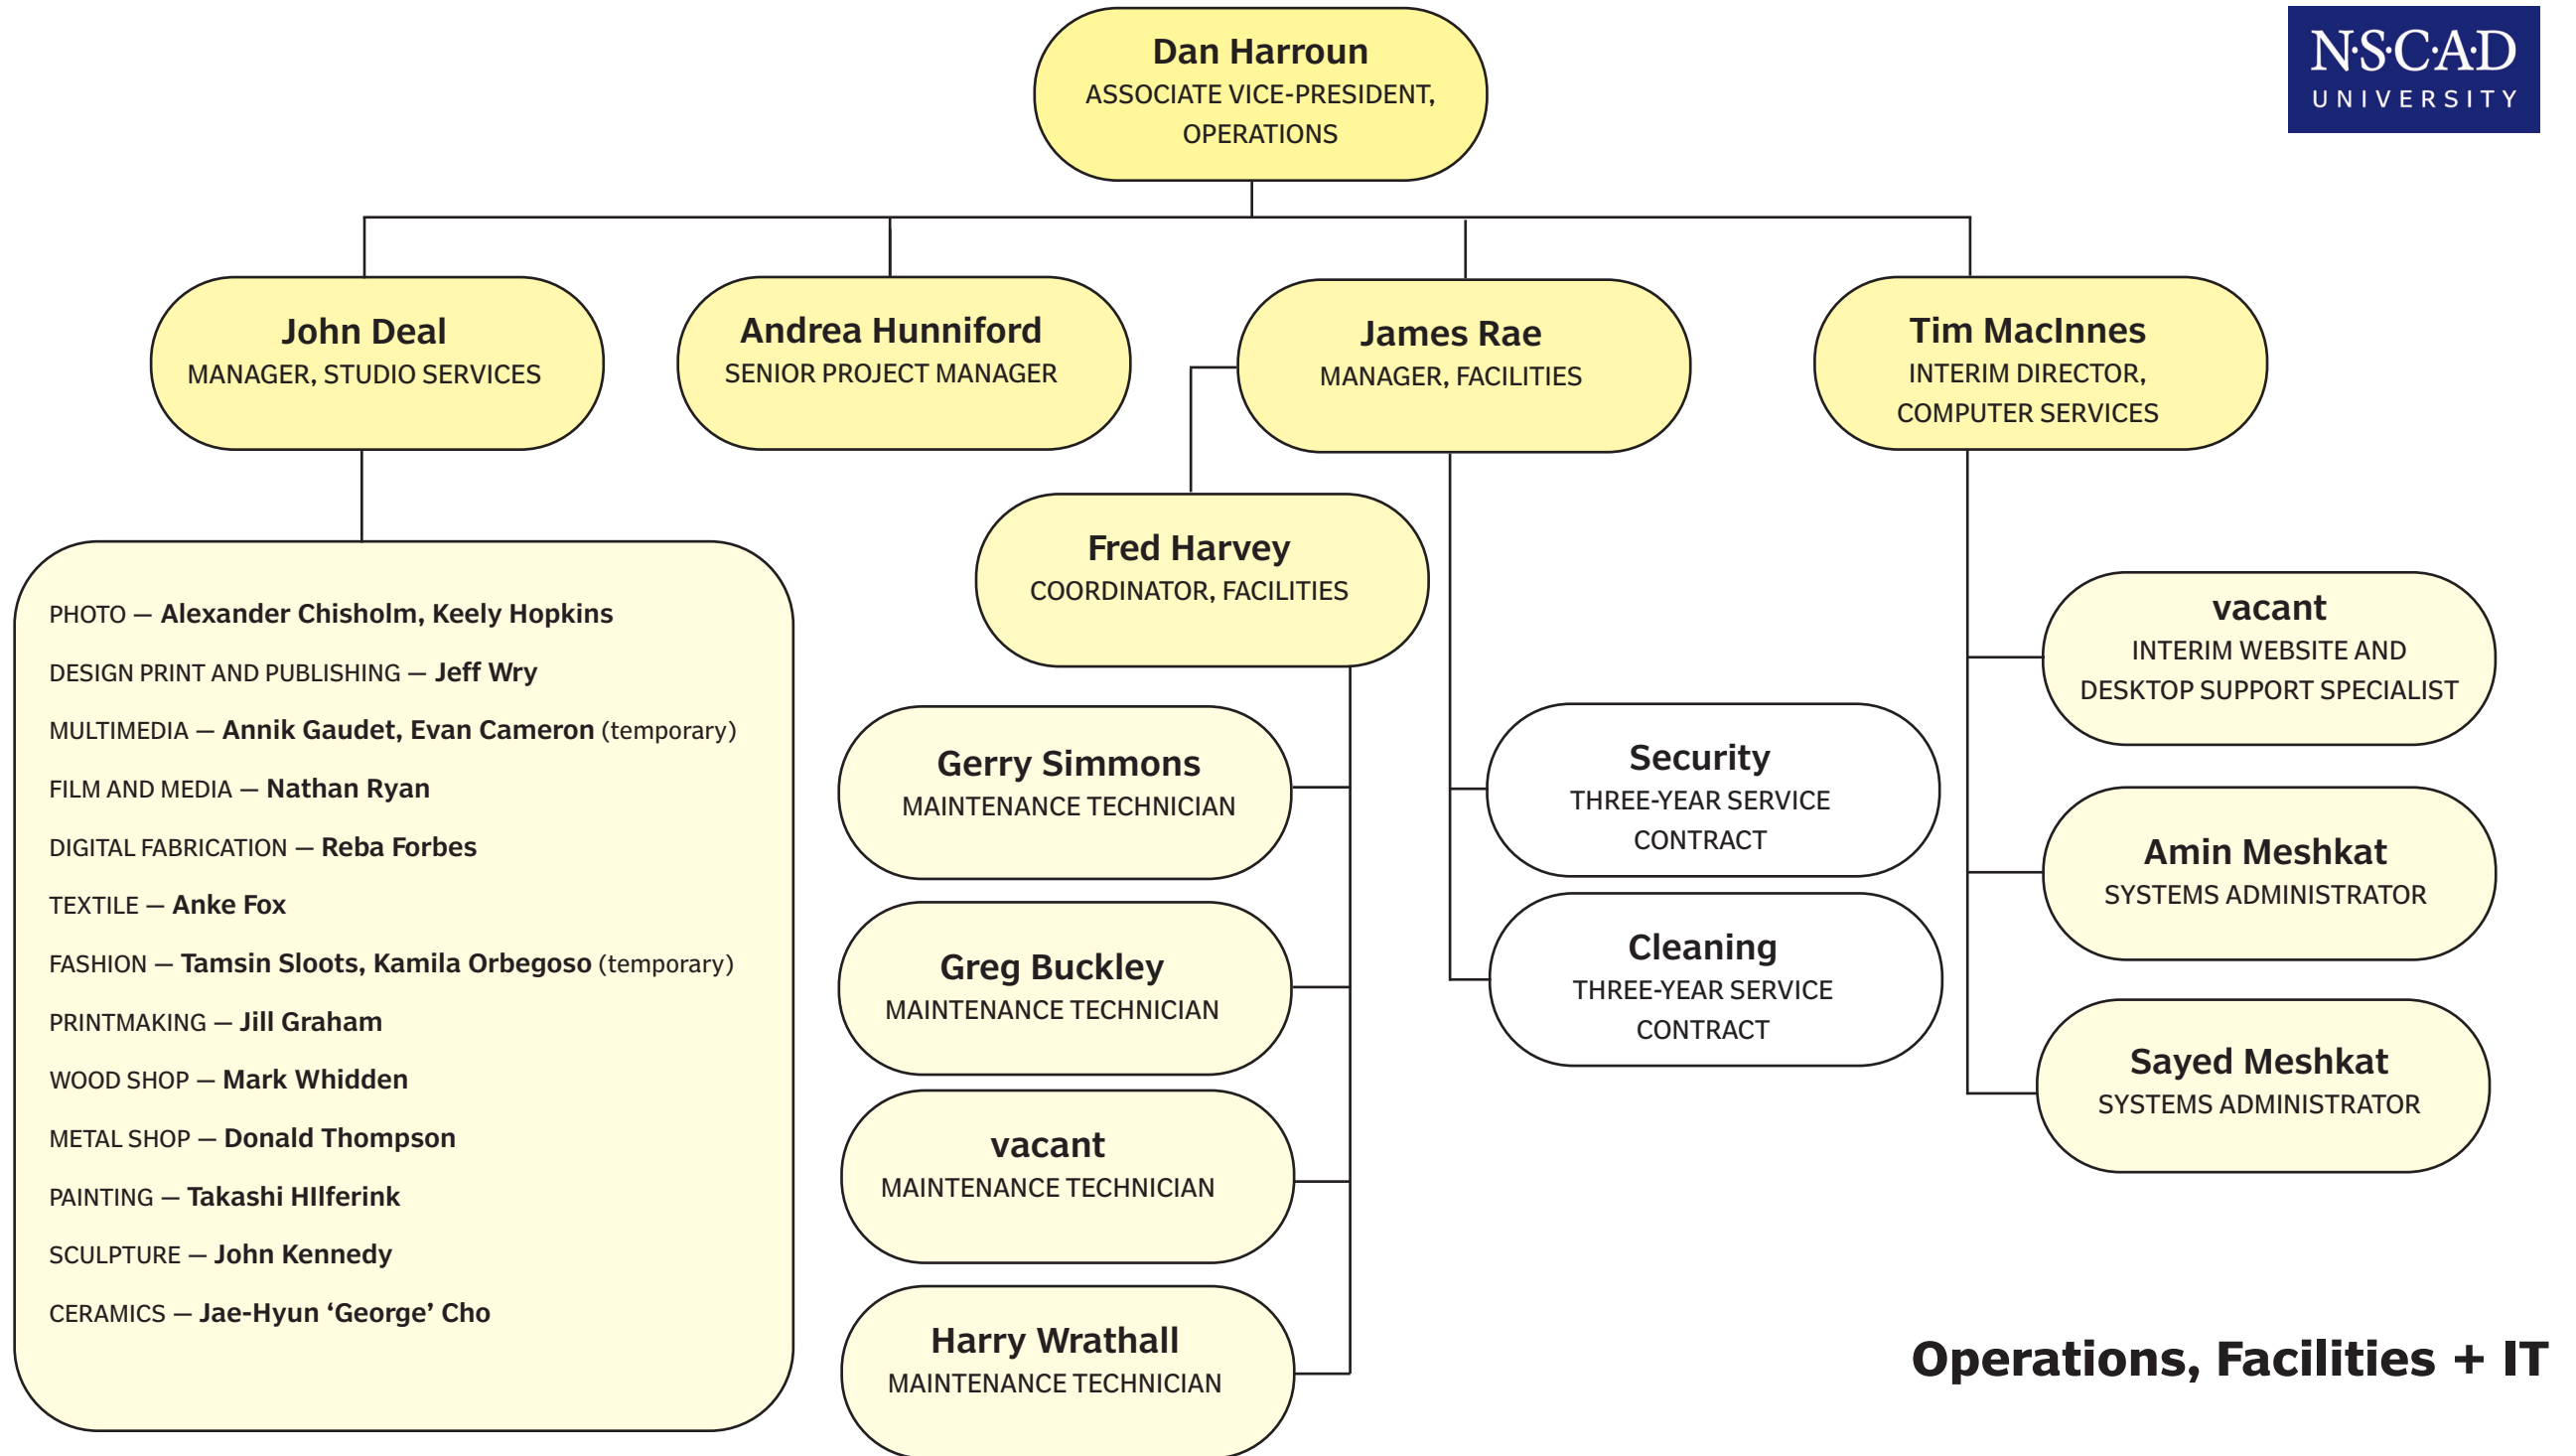 Dan Harroun
ASSOCIATE VICE-PRESIDENT,
OPERATIONS
N·S·C·A·D
UNIVERSITY
John Deal
MANAGER, STUDIO SERVICES
Andrea Hunniford
SENIOR PROJECT MANAGER
James Rae
MANAGER, FACILITIES
Tim MacInnes
INTERIM DIRECTOR,
COMPUTER SERVICES
PHOTO — Alexander Chisholm, Keely Hopkins
DESIGN PRINT AND PUBLISHING — Jeff Wry
MULTIMEDIA — Annik Gaudet, Evan Cameron (temporary)
FILM AND MEDIA — Nathan Ryan
DIGITAL FABRICATION — Reba Forbes
TEXTILE — Anke Fox
FASHION — Tamsin Sloots, Kamila Orbegoso (temporary)
PRINTMAKING — Jill Graham
WOOD SHOP — Mark Whidden
METAL SHOP — Donald Thompson
PAINTING — Takashi HIlferink
SCULPTURE — John Kennedy
CERAMICS — Jae-Hyun ‘George’ Cho
Fred Harvey
COORDINATOR, FACILITIES
Gerry Simmons
MAINTENANCE TECHNICIAN
Greg Buckley
MAINTENANCE TECHNICIAN
vacant
MAINTENANCE TECHNICIAN
Harry Wrathall
MAINTENANCE TECHNICIAN
Security
THREE-YEAR SERVICE
CONTRACT
Cleaning
THREE-YEAR SERVICE
CONTRACT
vacant
INTERIM WEBSITE AND
DESKTOP SUPPORT SPECIALIST
Amin Meshkat
SYSTEMS ADMINISTRATOR
Sayed Meshkat
SYSTEMS ADMINISTRATOR
Operations, Facilities + IT